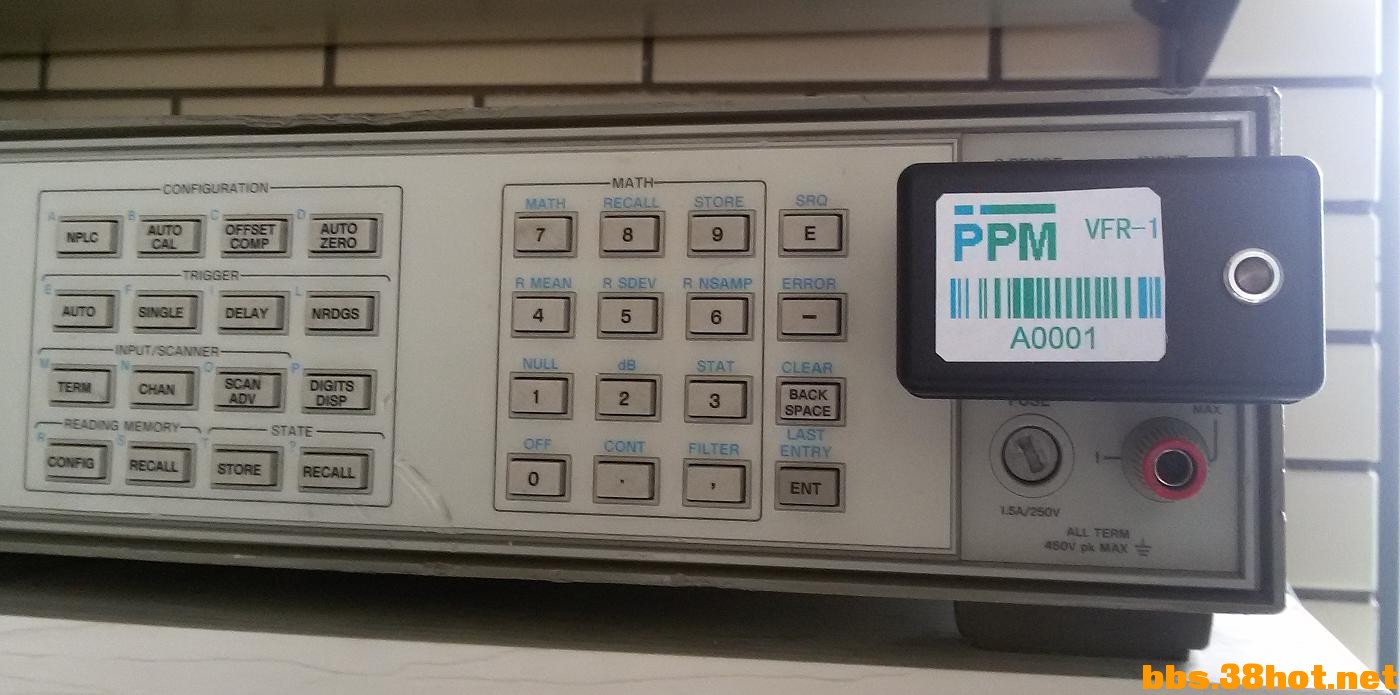 CONFIGURATION
A B C D
NPLC AUTO CAL OFFSET COMP AUTO ZERO
TRIGGER
E F I L
AUTO SINGLE DELAY NRDGS
INPUT/SCANNER
M N O P
TERM CHAN SCAN ADV DIGITS DISP
READING MEMORY STATE
R S T ?
CONFIG RECALL STORE RECALL
MATH
MATH RECALL STORE SRQ
7 8 9 E
R MEAN R SDEV R NSAMP ERROR
4 5 6 —
NULL dB STAT CLEAR
1 2 3 BACK SPACE
OFF CONT FILTER LAST ENTRY
0 . , ENT
PPM VFR-1
A0001
FUSE
MAX
I
1.5A/250V
ALL TERM
450V pk MAX
bbs.38hot.net